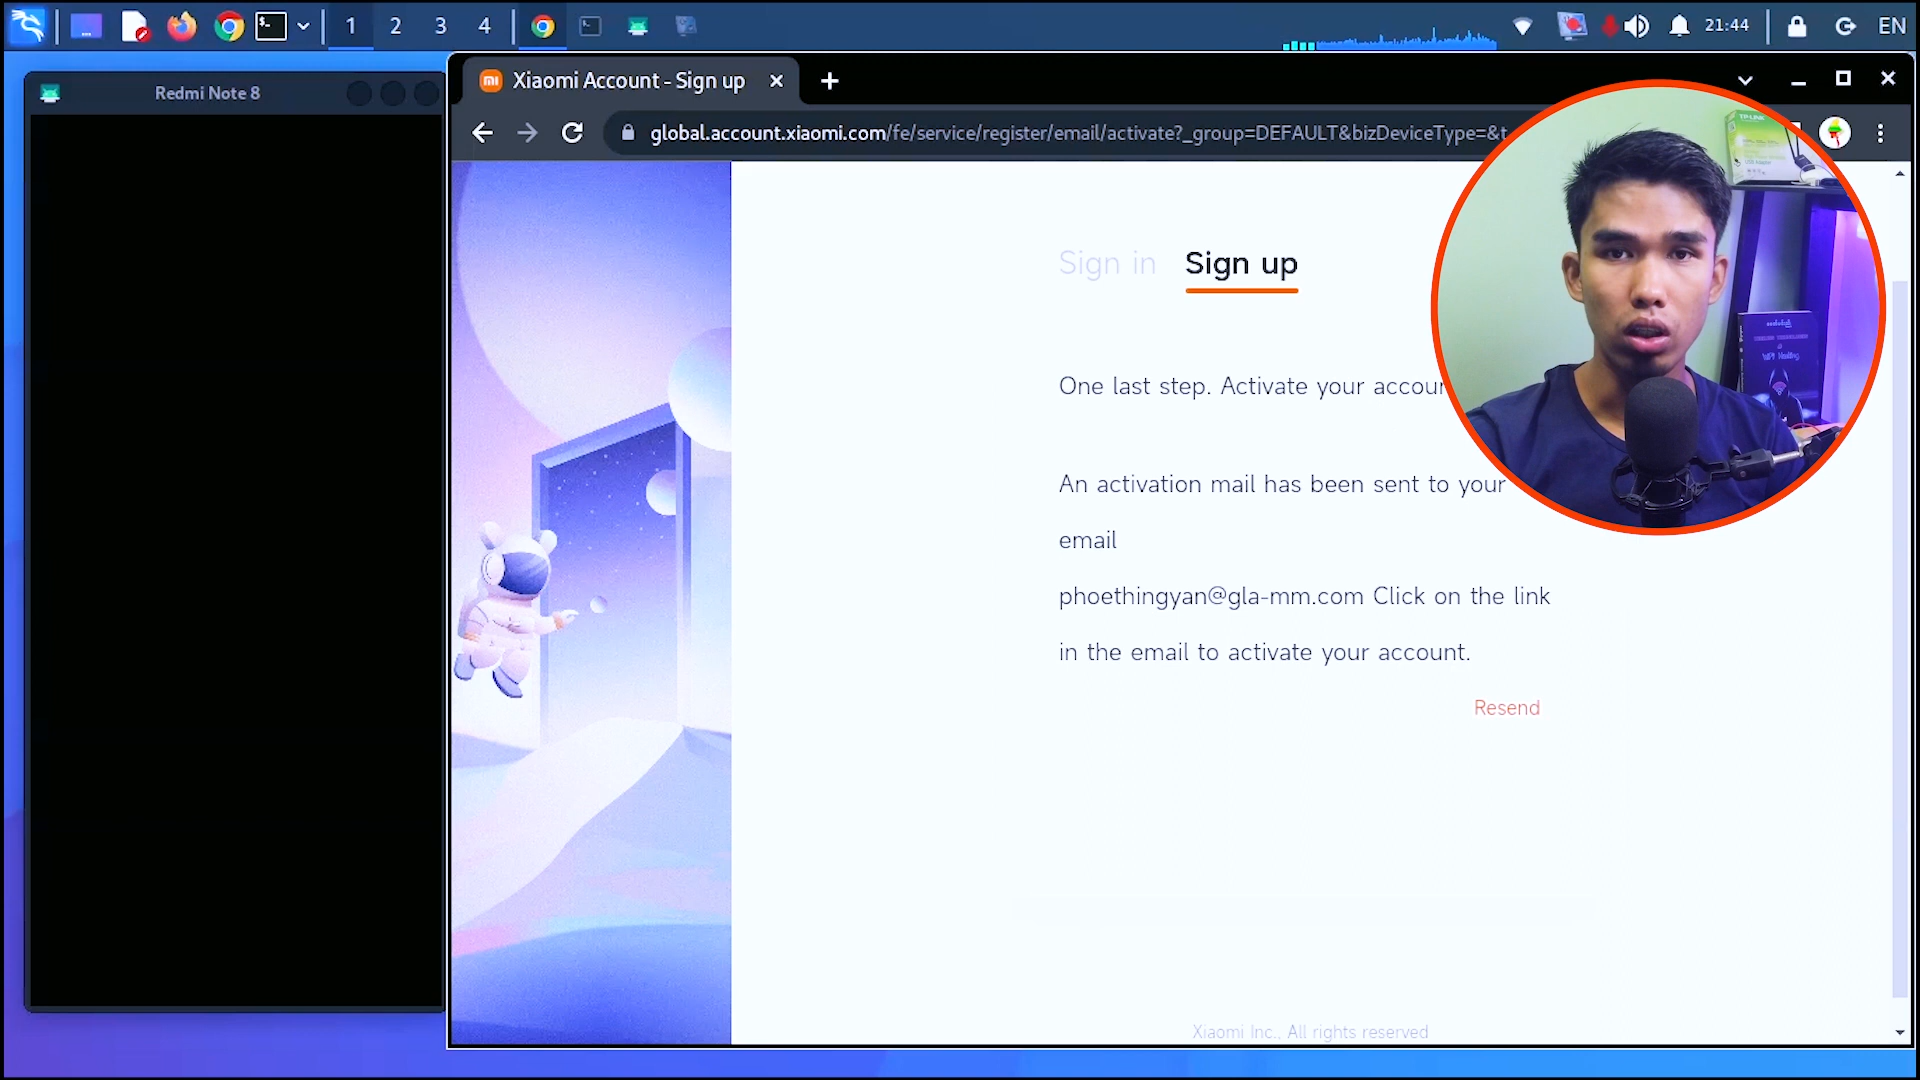 1 2 3 4
21:44
EN
Redmi Note 8
Xiaomi Account - Sign up
global.account.xiaomi.com/fe/service/register/email/activate?_group=DEFAULT&bizDeviceType=&t
TP-LINK
Sign in Sign up
One last step. Activate your accoun
An activation mail has been sent to your
email
phoethingyan@gla-mm.com Click on the link
in the email to activate your account.
Resend
Xiaomi Inc., All rights reserved